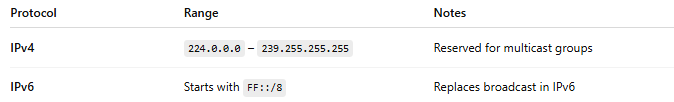 Protocol Range Notes
IPv4 224.0.0.0 – 239.255.255.255 Reserved for multicast groups
IPv6 Starts with FF::/8 Replaces broadcast in IPv6